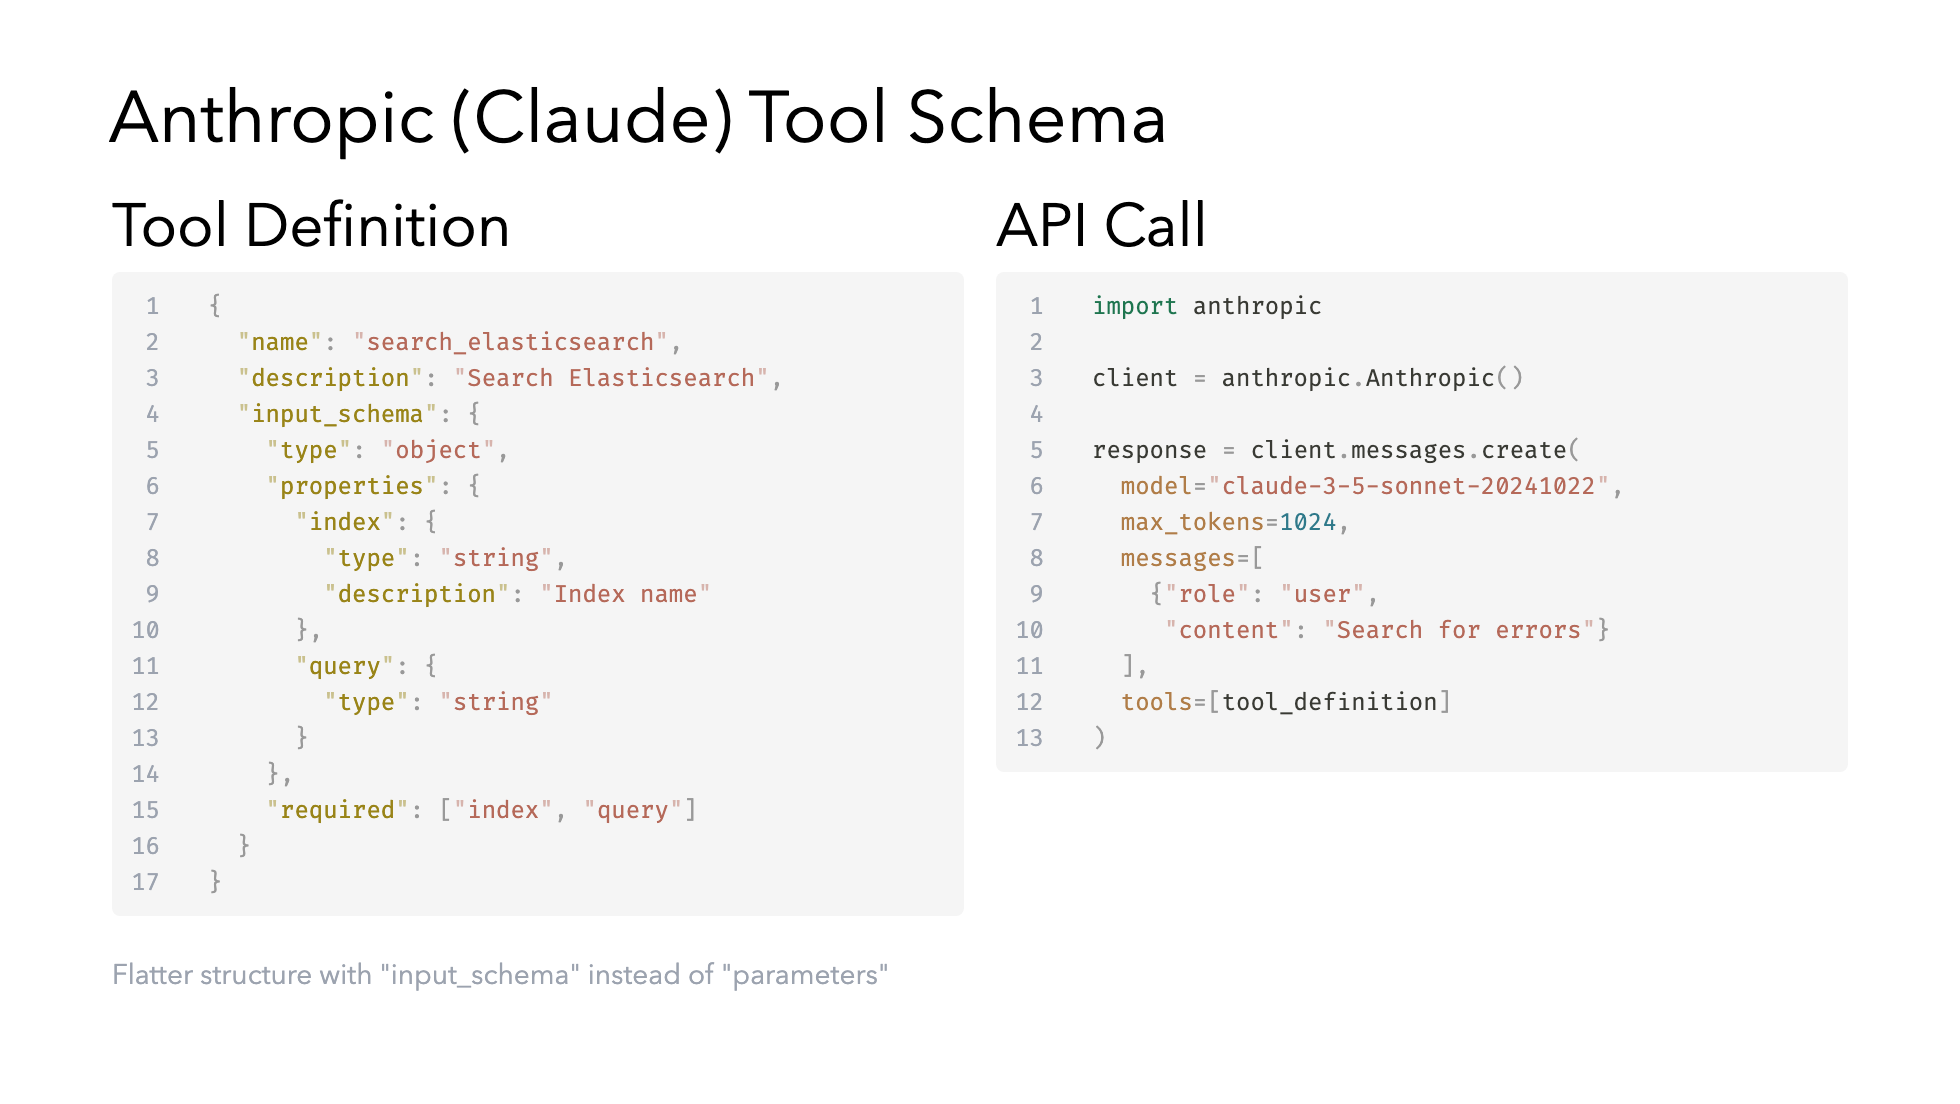 Anthropic (Claude) Tool Schema
Tool Definition
1 {
2   "name": "search_elasticsearch",
3   "description": "Search Elasticsearch",
4   "input_schema": {
5     "type": "object",
6     "properties": {
7       "index": {
8         "type": "string",
9         "description": "Index name"
10       },
11       "query": {
12         "type": "string"
13       }
14     },
15     "required": ["index", "query"]
16   }
17 }
Flatter structure with "input_schema" instead of "parameters"
API Call
1 import anthropic
2
3 client = anthropic.Anthropic()
4
5 response = client.messages.create(
6   model="claude-3-5-sonnet-20241022",
7   max_tokens=1024,
8   messages=[
9     {"role": "user",
10      "content": "Search for errors"}
11   ],
12   tools=[tool_definition]
13 )